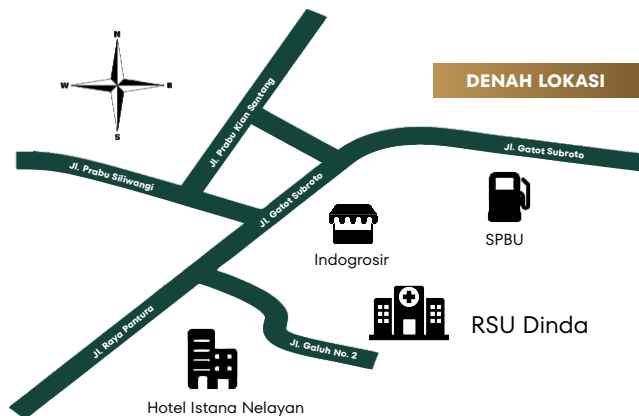 N
W
E
S
DENAH LOKASI
Jl. Prabu Kian Santang
Jl. Gatot Subroto
Jl. Prabu Siliwangi
Jl. Gatot Subroto
SPBU
Indogrosir
RSU Dinda
Jl. Raya Pantura
Jl. Galuh No. 2
Hotel Istana Nelayan